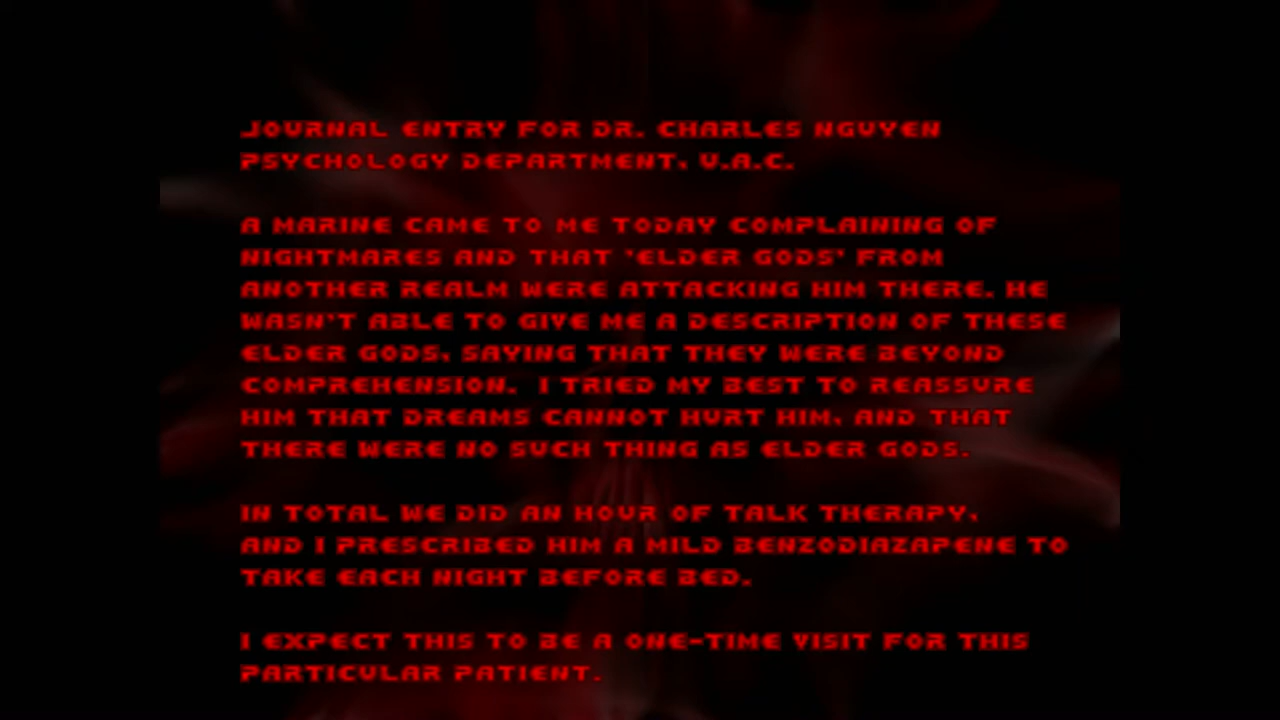 JOURNAL ENTRY FOR DR. CHARLES NGUYEN
PSYCHOLOGY DEPARTMENT, U.A.C.
A MARINE CAME TO ME TODAY COMPLAINING OF
NIGHTMARES AND THAT 'ELDER GODS' FROM
ANOTHER REALM WERE ATTACKING HIM THERE. HE
WASN'T ABLE TO GIVE ME A DESCRIPTION OF THESE
ELDER GODS, SAYING THAT THEY WERE BEYOND
COMPREHENSION.  I TRIED MY BEST TO REASSURE
HIM THAT DREAMS CANNOT HURT HIM, AND THAT
THERE WERE NO SUCH THING AS ELDER GODS.
IN TOTAL WE DID AN HOUR OF TALK THERAPY,
AND I PRESCRIBED HIM A MILD BENZODIAZAPENE TO
TAKE EACH NIGHT BEFORE BED.
I EXPECT THIS TO BE A ONE-TIME VISIT FOR THIS
PARTICULAR PATIENT.